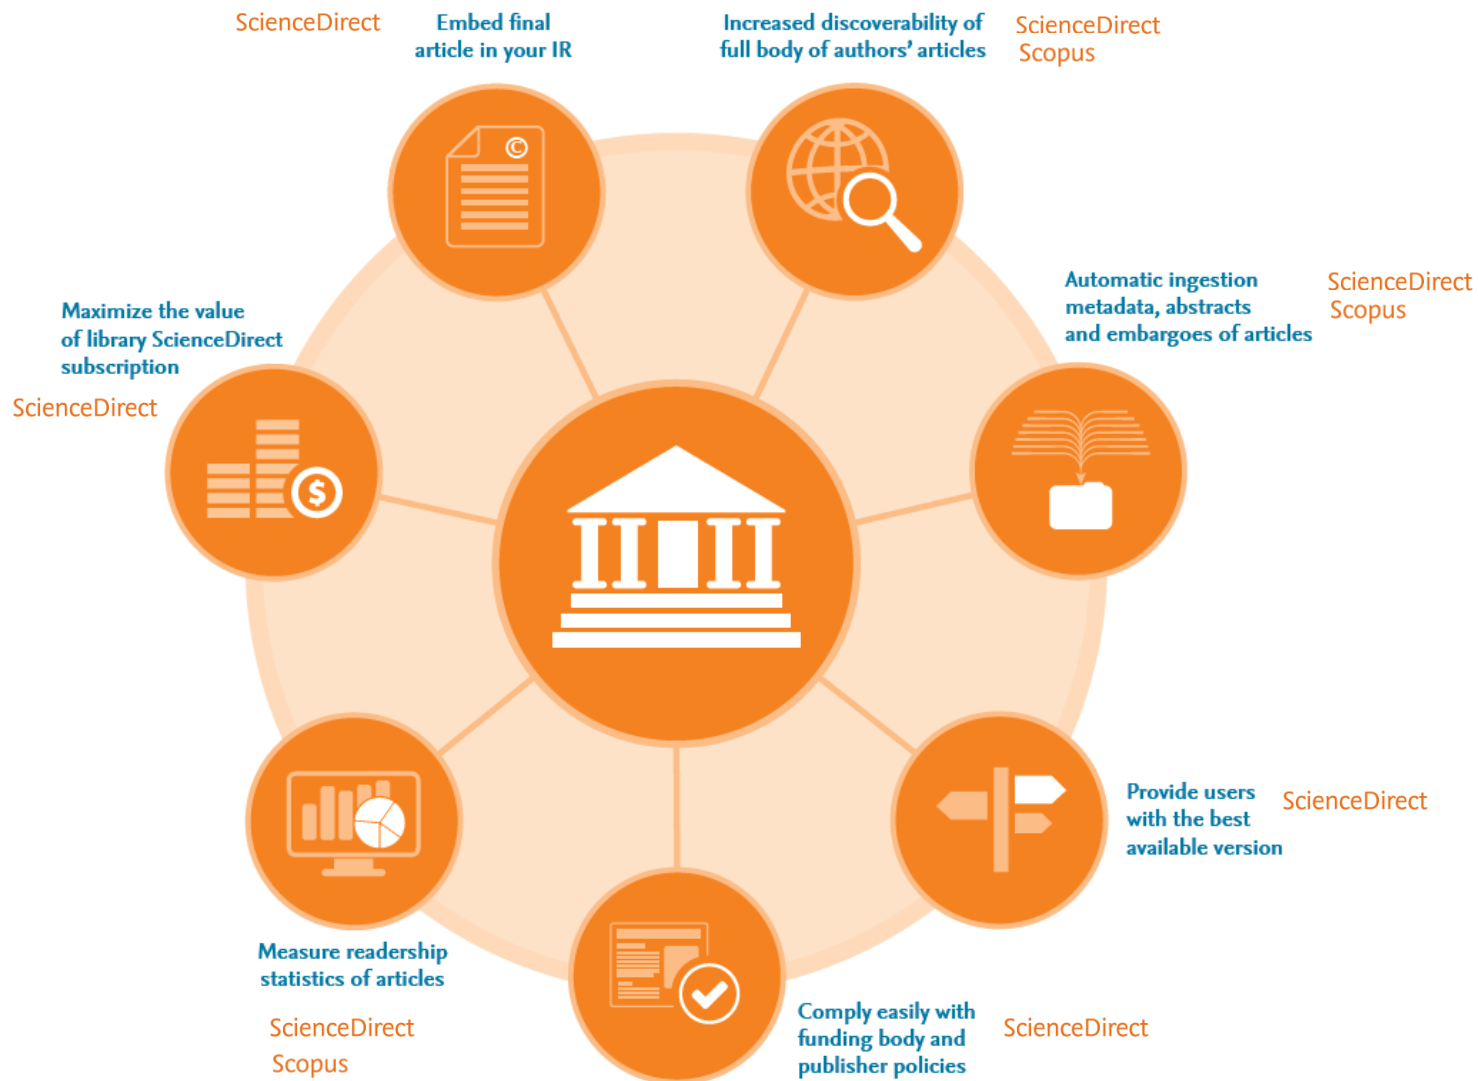 ScienceDirect
Embed final
article in your IR
Increased discoverability of
full body of authors’ articles
ScienceDirect
Scopus
Automatic ingestion
metadata, abstracts
and embargoes of articles
ScienceDirect
Scopus
Maximize the value
of library ScienceDirect
subscription
ScienceDirect
©
$
Provide users
with the best
available version
ScienceDirect
Measure readership
statistics of articles
ScienceDirect
Scopus
Comply easily with
funding body and
publisher policies
ScienceDirect